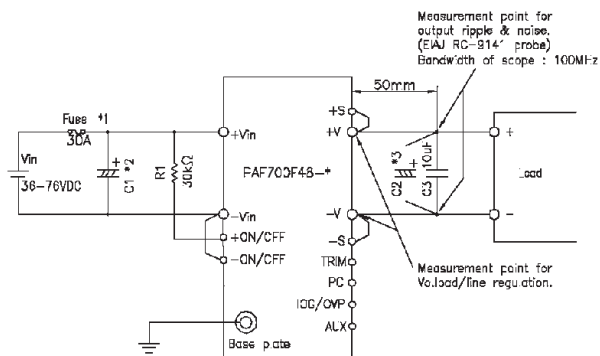 Measurement point for
output ripple & noise.
(EIAJ RC-9141 probe)
Bandwidth of scope : 100MHz
50mm
Fuse *1
30A
+Vin
Vin
36-76VDC
C1 *2
R1
30kΩ
PAF700F48-*
-Vin
+ON/OFF
-ON/OFF
+S
+V
-V
-S
TRIM
PC
IOG/OVP
AUX
*3
C2
C3
10uF
+
Load
-
Measurement point for
Vo,load/line regulation.
Base plate